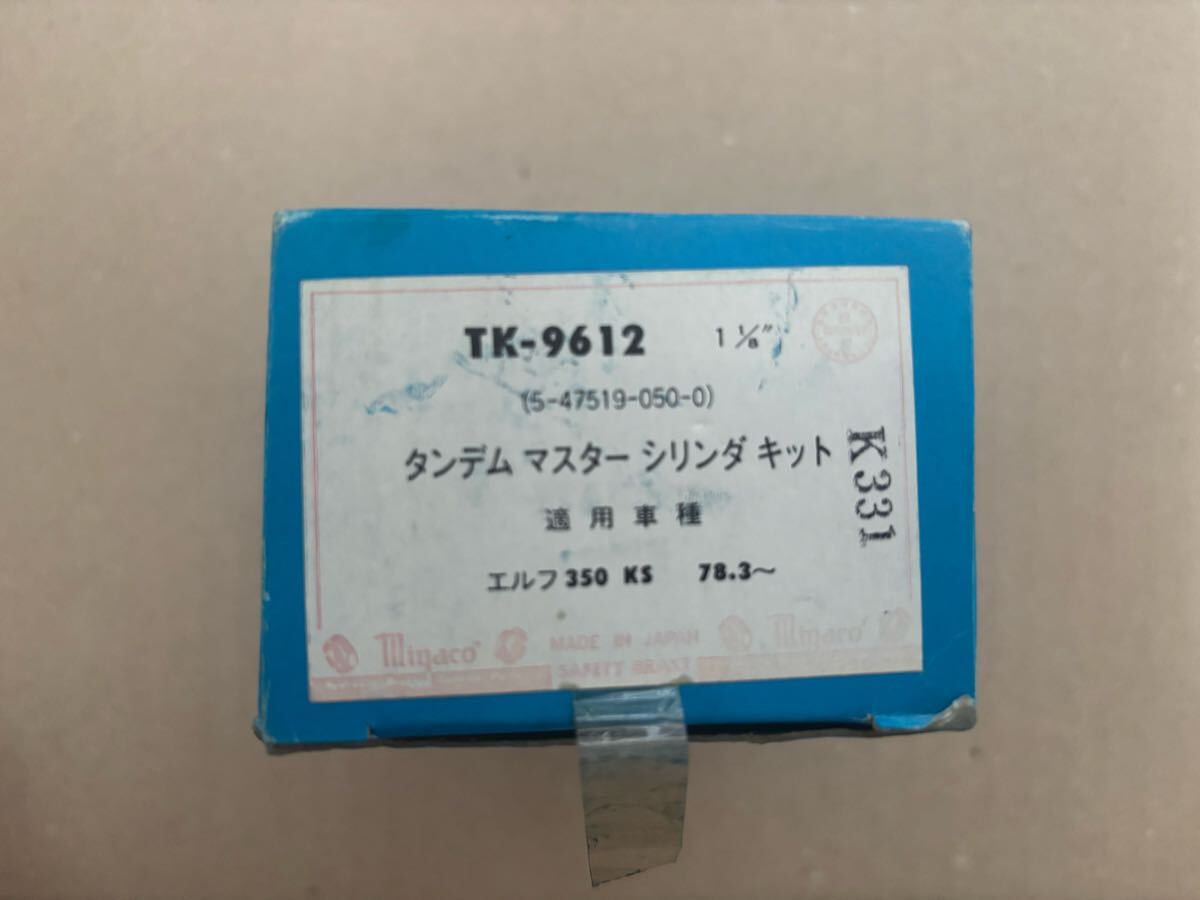 TK-9612 1 1/8"
(5-47519-050-0)
タンデム マスター シリンダ キット
K331
適用車種
エルフ 350 KS 78.3～
Miyaco MADE IN JAPAN Miyaco
SAFETY BRAKE